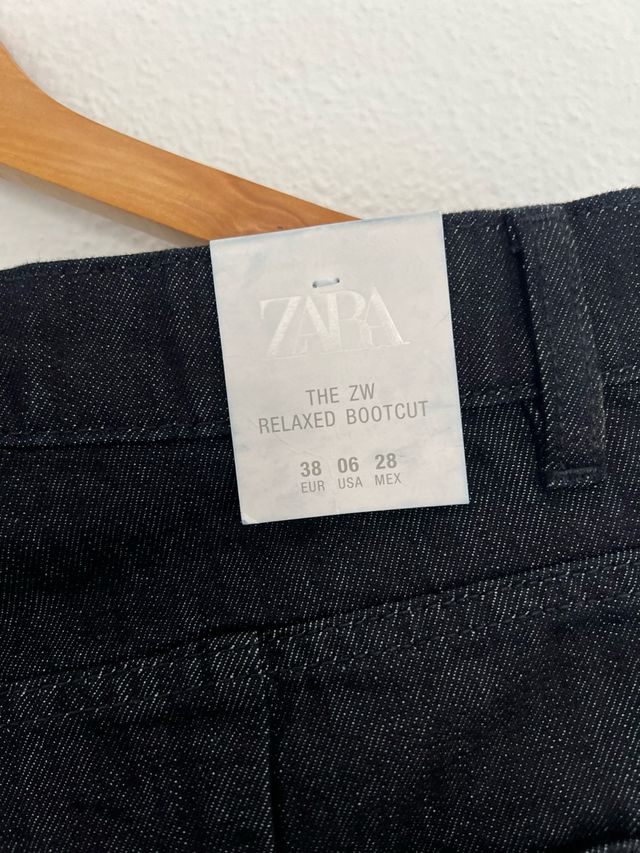 ZARA
THE ZW
RELAXED BOOTCUT
38 06 28
EUR USA MEX